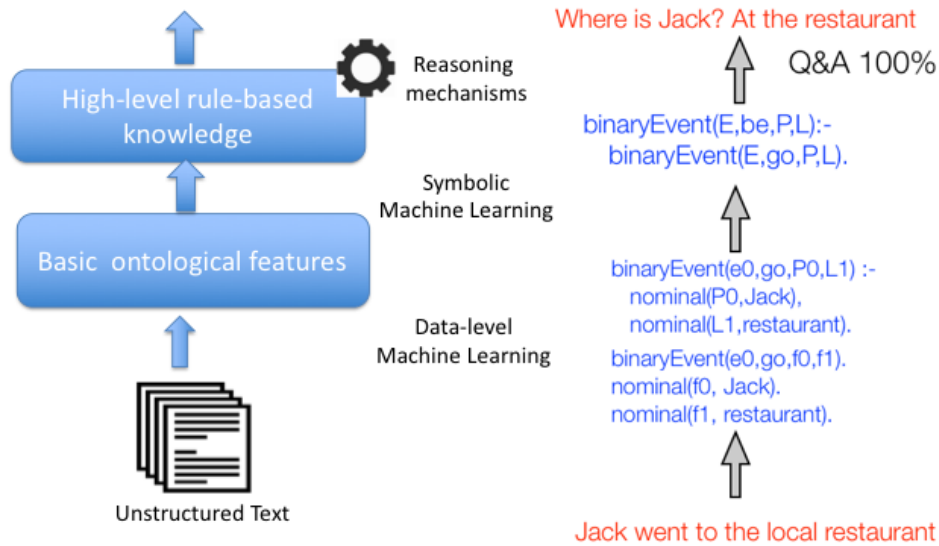 Where is Jack? At the restaurant
Q&A 100%
Reasoning
mechanisms
High-level rule-based
knowledge
binaryEvent(E,be,P,L):-
binaryEvent(E,go,P,L).
Symbolic
Machine Learning
Basic ontological features
binaryEvent(e0,go,P0,L1) :-
nominal(P0,Jack),
nominal(L1,restaurant).
Data-level
Machine Learning
binaryEvent(e0,go,f0,f1).
nominal(f0, Jack).
nominal(f1, restaurant).
Unstructured Text
Jack went to the local restaurant